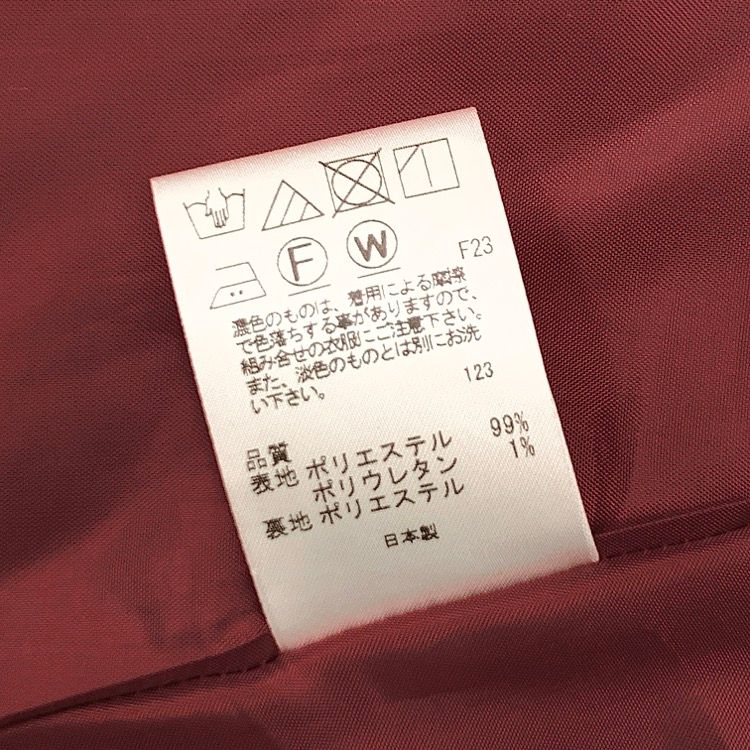 F
W
F23
濃色のものは、着用による摩擦
で色落ちする事がありますので、
組み合せの衣服にご注意下さい。
また、淡色のものとは別にお洗
い下さい。
123
品質
表地 ポリエステル 99%
ポリウレタン 1%
裏地 ポリエステル
日本製